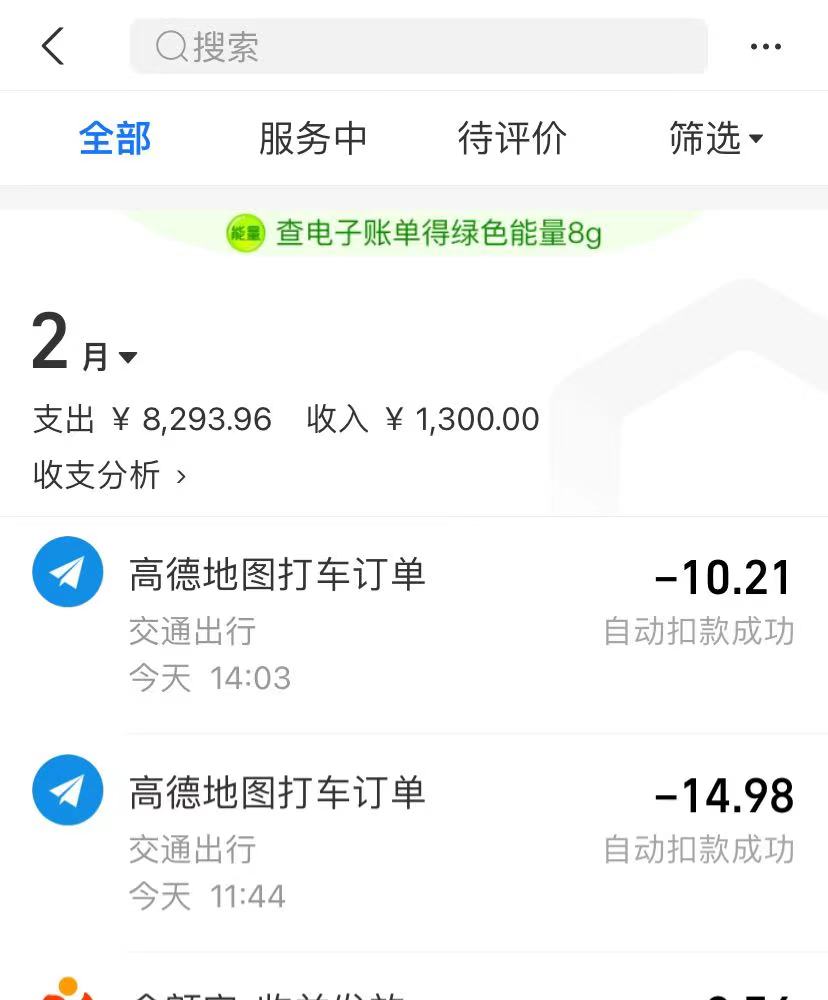 搜索
全部 服务中 待评价 筛选
能量 查电子账单得绿色能量8g
2月
支出 ¥ 8,293.96 收入 ¥ 1,300.00
收支分析 ›
高德地图打车订单 -10.21
交通出行 自动扣款成功
今天 14:03
高德地图打车订单 -14.98
交通出行 自动扣款成功
今天 11:44